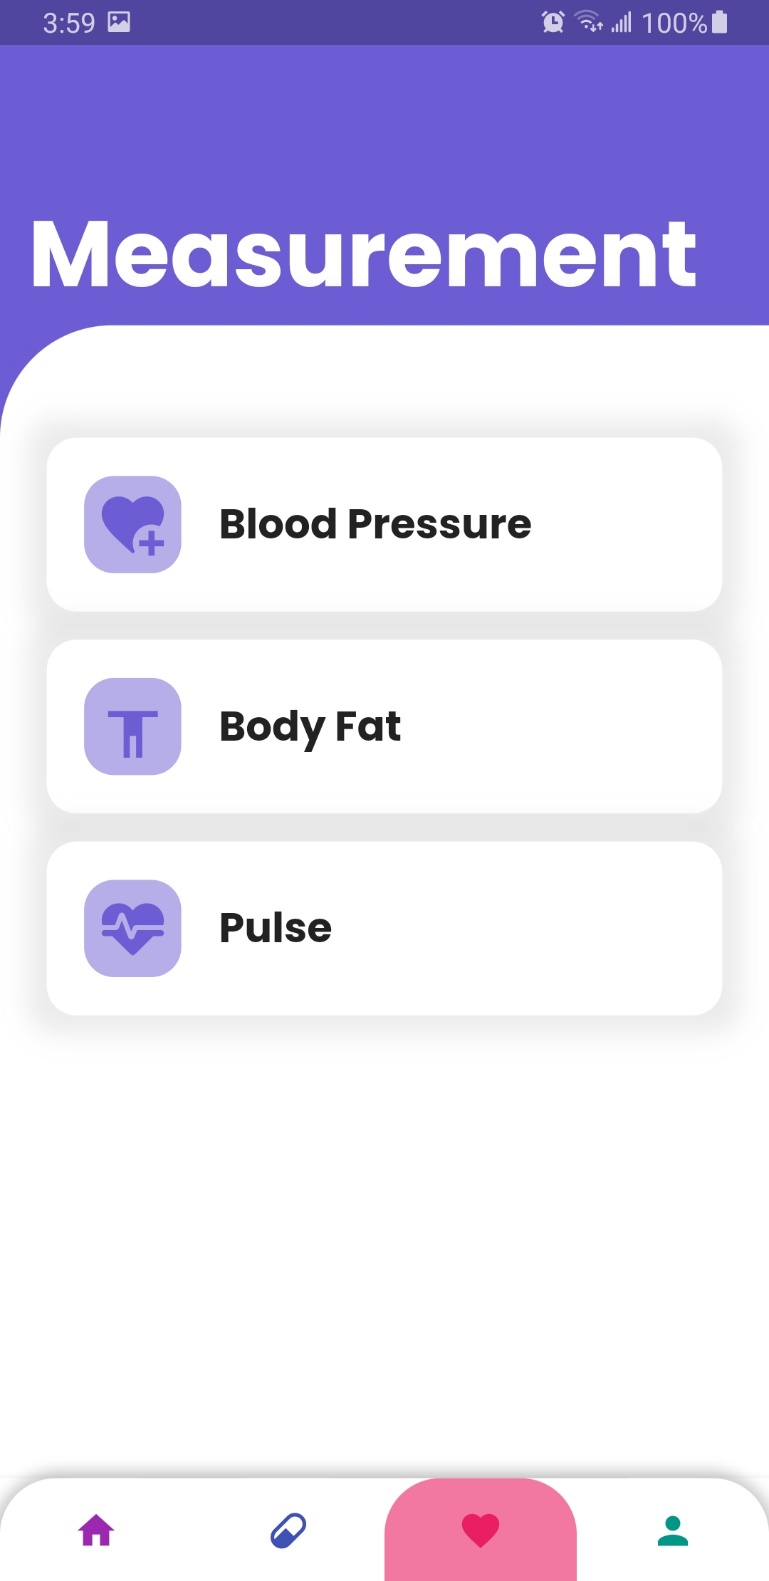 3:59 100%
Measurement
Blood Pressure
Body Fat
Pulse